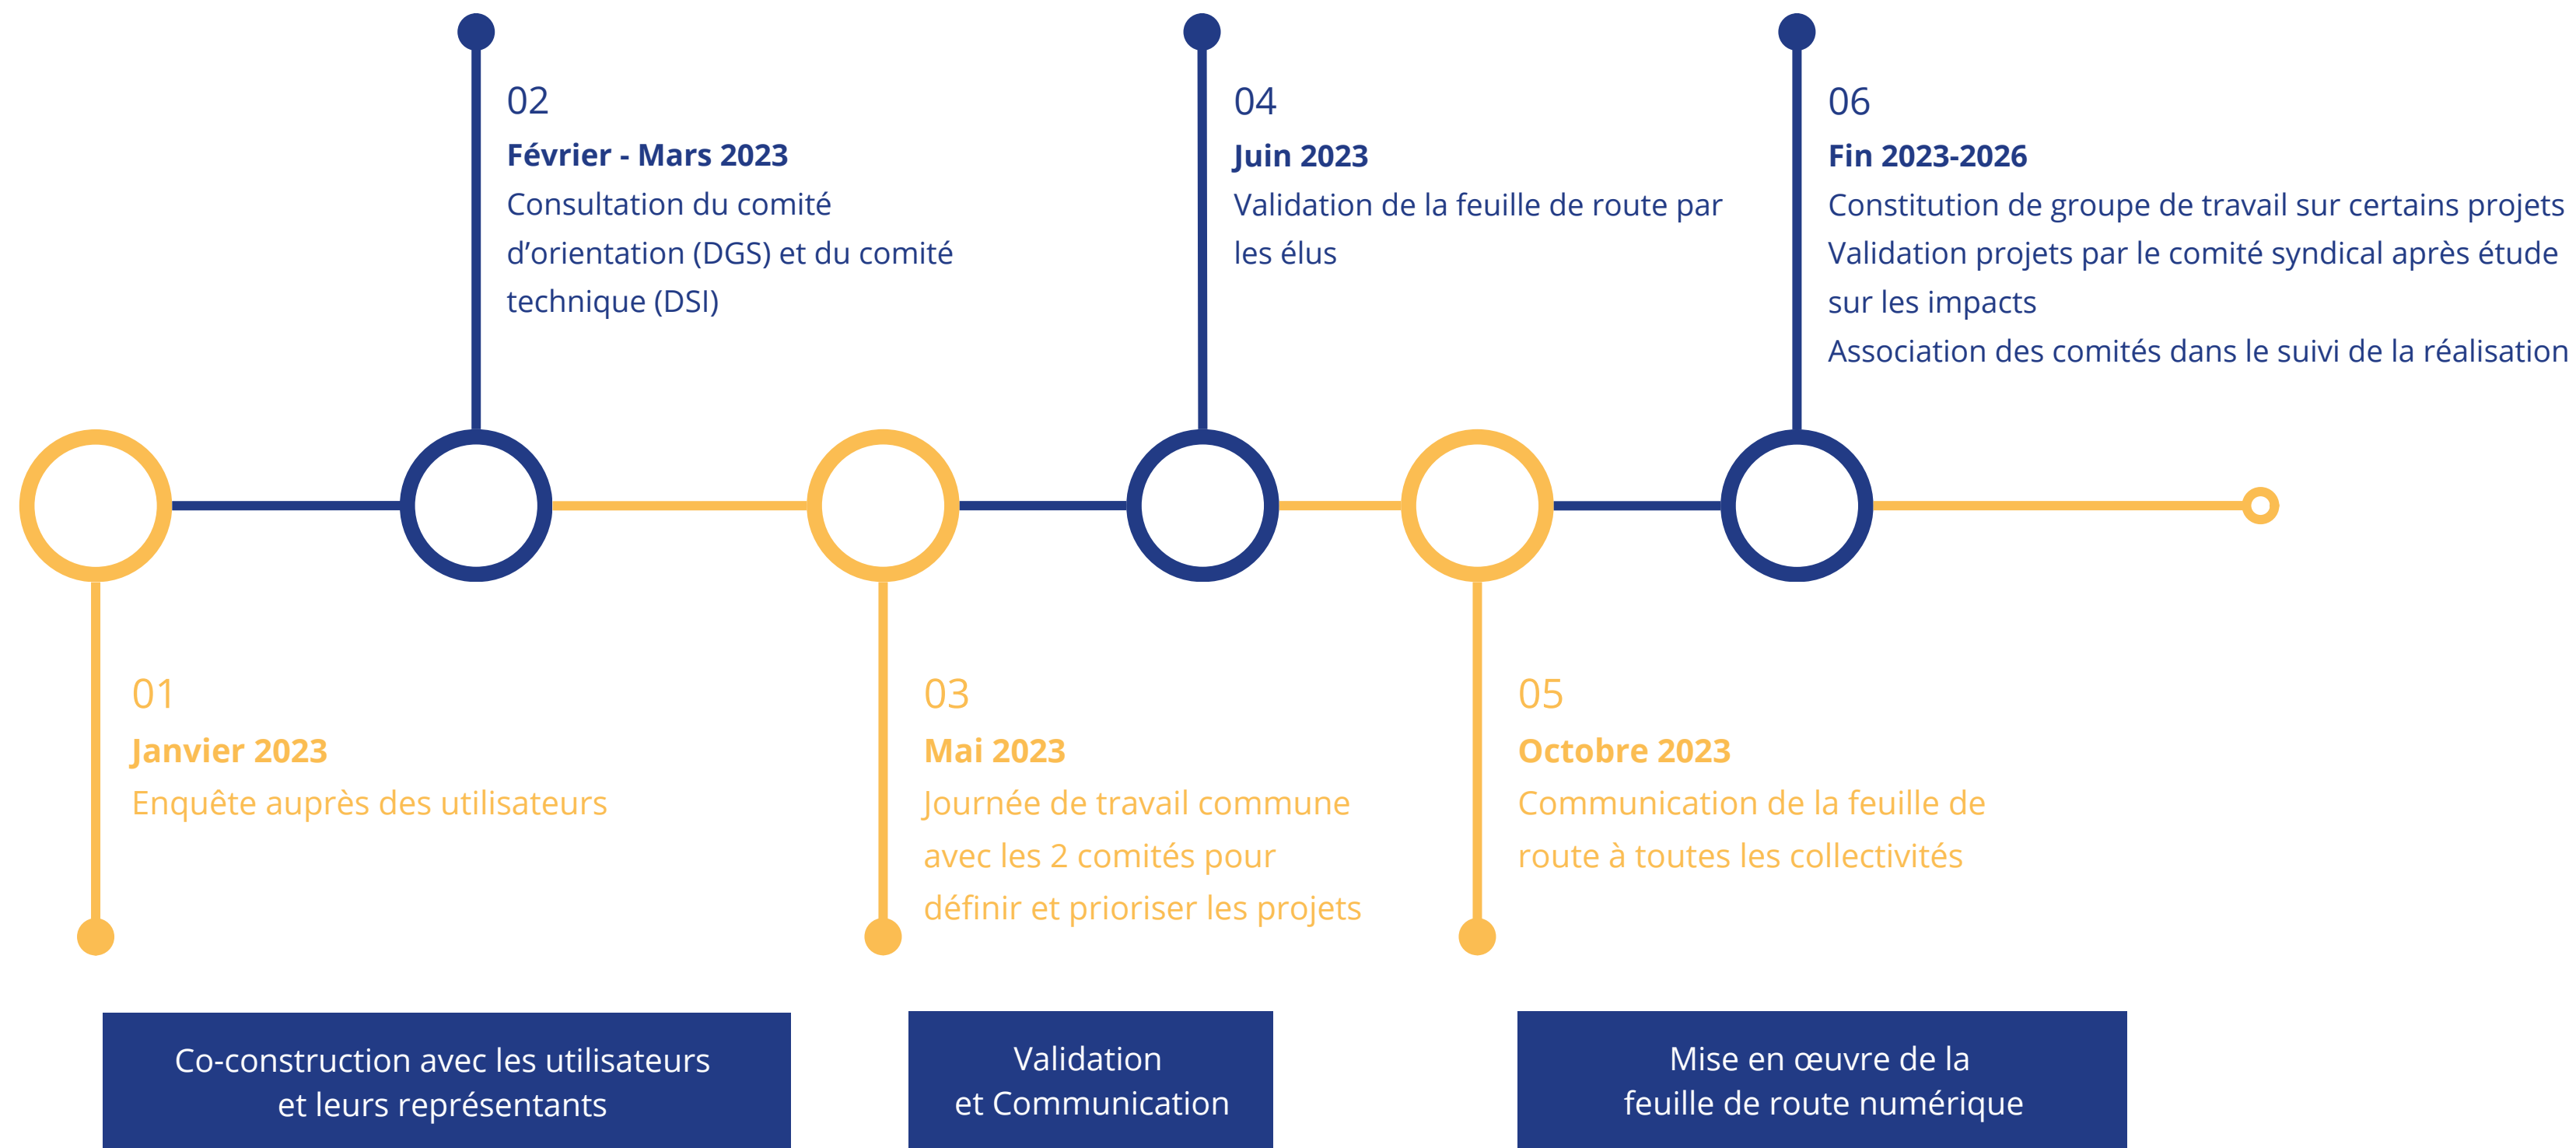 02
Février - Mars 2023
Consultation du comité
d’orientation (DGS) et du comité
technique (DSI)
04
Juin 2023
Validation de la feuille de route par
les élus
06
Fin 2023-2026
Constitution de groupe de travail sur certains projets
Validation projets par le comité syndical après étude
sur les impacts
Association des comités dans le suivi de la réalisation
01
Janvier 2023
Enquête auprès des utilisateurs
03
Mai 2023
Journée de travail commune
avec les 2 comités pour
définir et prioriser les projets
05
Octobre 2023
Communication de la feuille de
route à toutes les collectivités
Co-construction avec les utilisateurs
et leurs représentants
Validation
et Communication
Mise en œuvre de la
feuille de route numérique